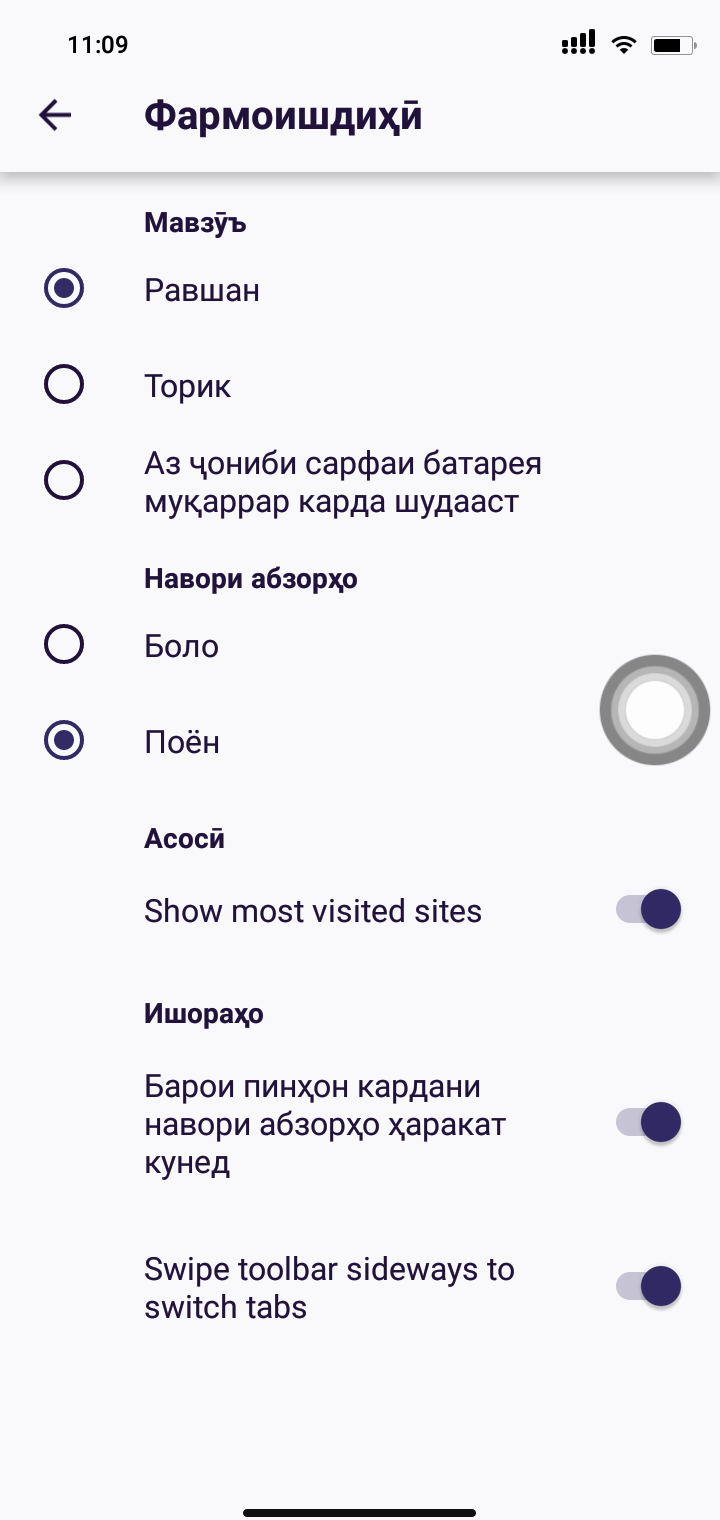 11:09
Фармоишдиҳӣ
Мавзӯъ
Равшан
Торик
Аз ҷониби сарфаи батарея
муқаррар карда шудааст
Навори абзорҳо
Боло
Поён
Асосӣ
Show most visited sites
Ишораҳо
Барои пинҳон кардани
навори абзорҳо ҳаракат
кунед
Swipe toolbar sideways to
switch tabs